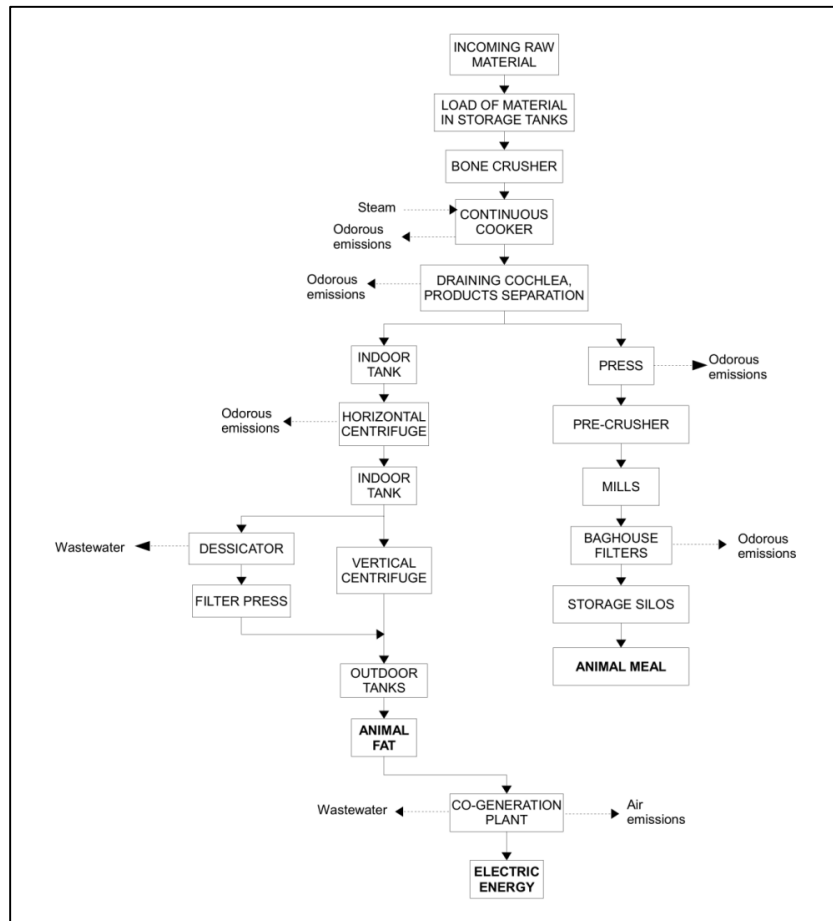 INCOMING RAW
MATERIAL
LOAD OF MATERIAL
IN STORAGE TANKS
BONE CRUSHER
Steam
CONTINUOUS
COOKER
Odorous
emissions
Odorous
emissions
DRAINING COCHLEA,
PRODUCTS SEPARATION
INDOOR
TANK
PRESS
Odorous
emissions
Odorous
emissions
HORIZONTAL
CENTRIFUGE
PRE-CRUSHER
INDOOR
TANK
MILLS
Wastewater
DESSICATOR
VERTICAL
CENTRIFUGE
BAGHOUSE
FILTERS
Odorous
emissions
FILTER PRESS
STORAGE SILOS
OUTDOOR
TANKS
ANIMAL MEAL
ANIMAL
FAT
Wastewater
CO-GENERATION
PLANT
Air
emissions
ELECTRIC
ENERGY